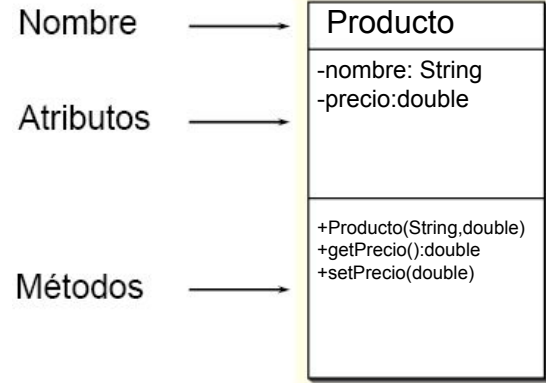 Nombre
Producto
-nombre: String
-precio:double
Atributos
+Producto(String,double)
+getPrecio():double
+setPrecio(double)
Métodos